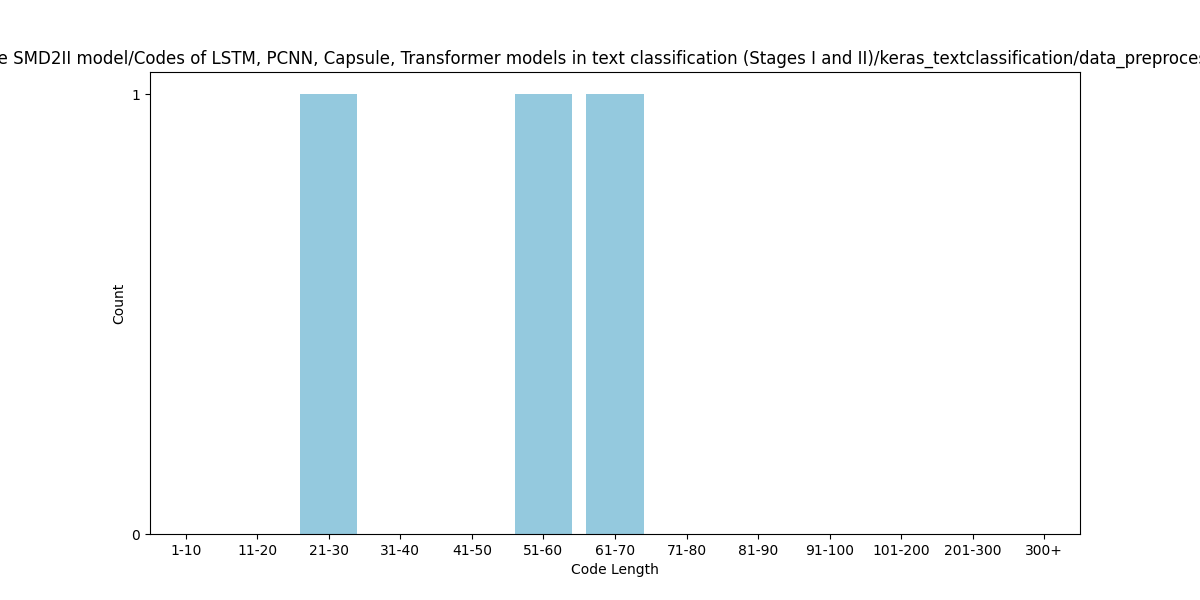 e SMD2II model/Codes of LSTM, PCNN, Capsule, Transformer models in text classification (Stages I and II)/keras_textclassification/data_preproces
1
0
Count
1-10 11-20 21-30 31-40 41-50 51-60 61-70 71-80 81-90 91-100 101-200 201-300 300+
Code Length